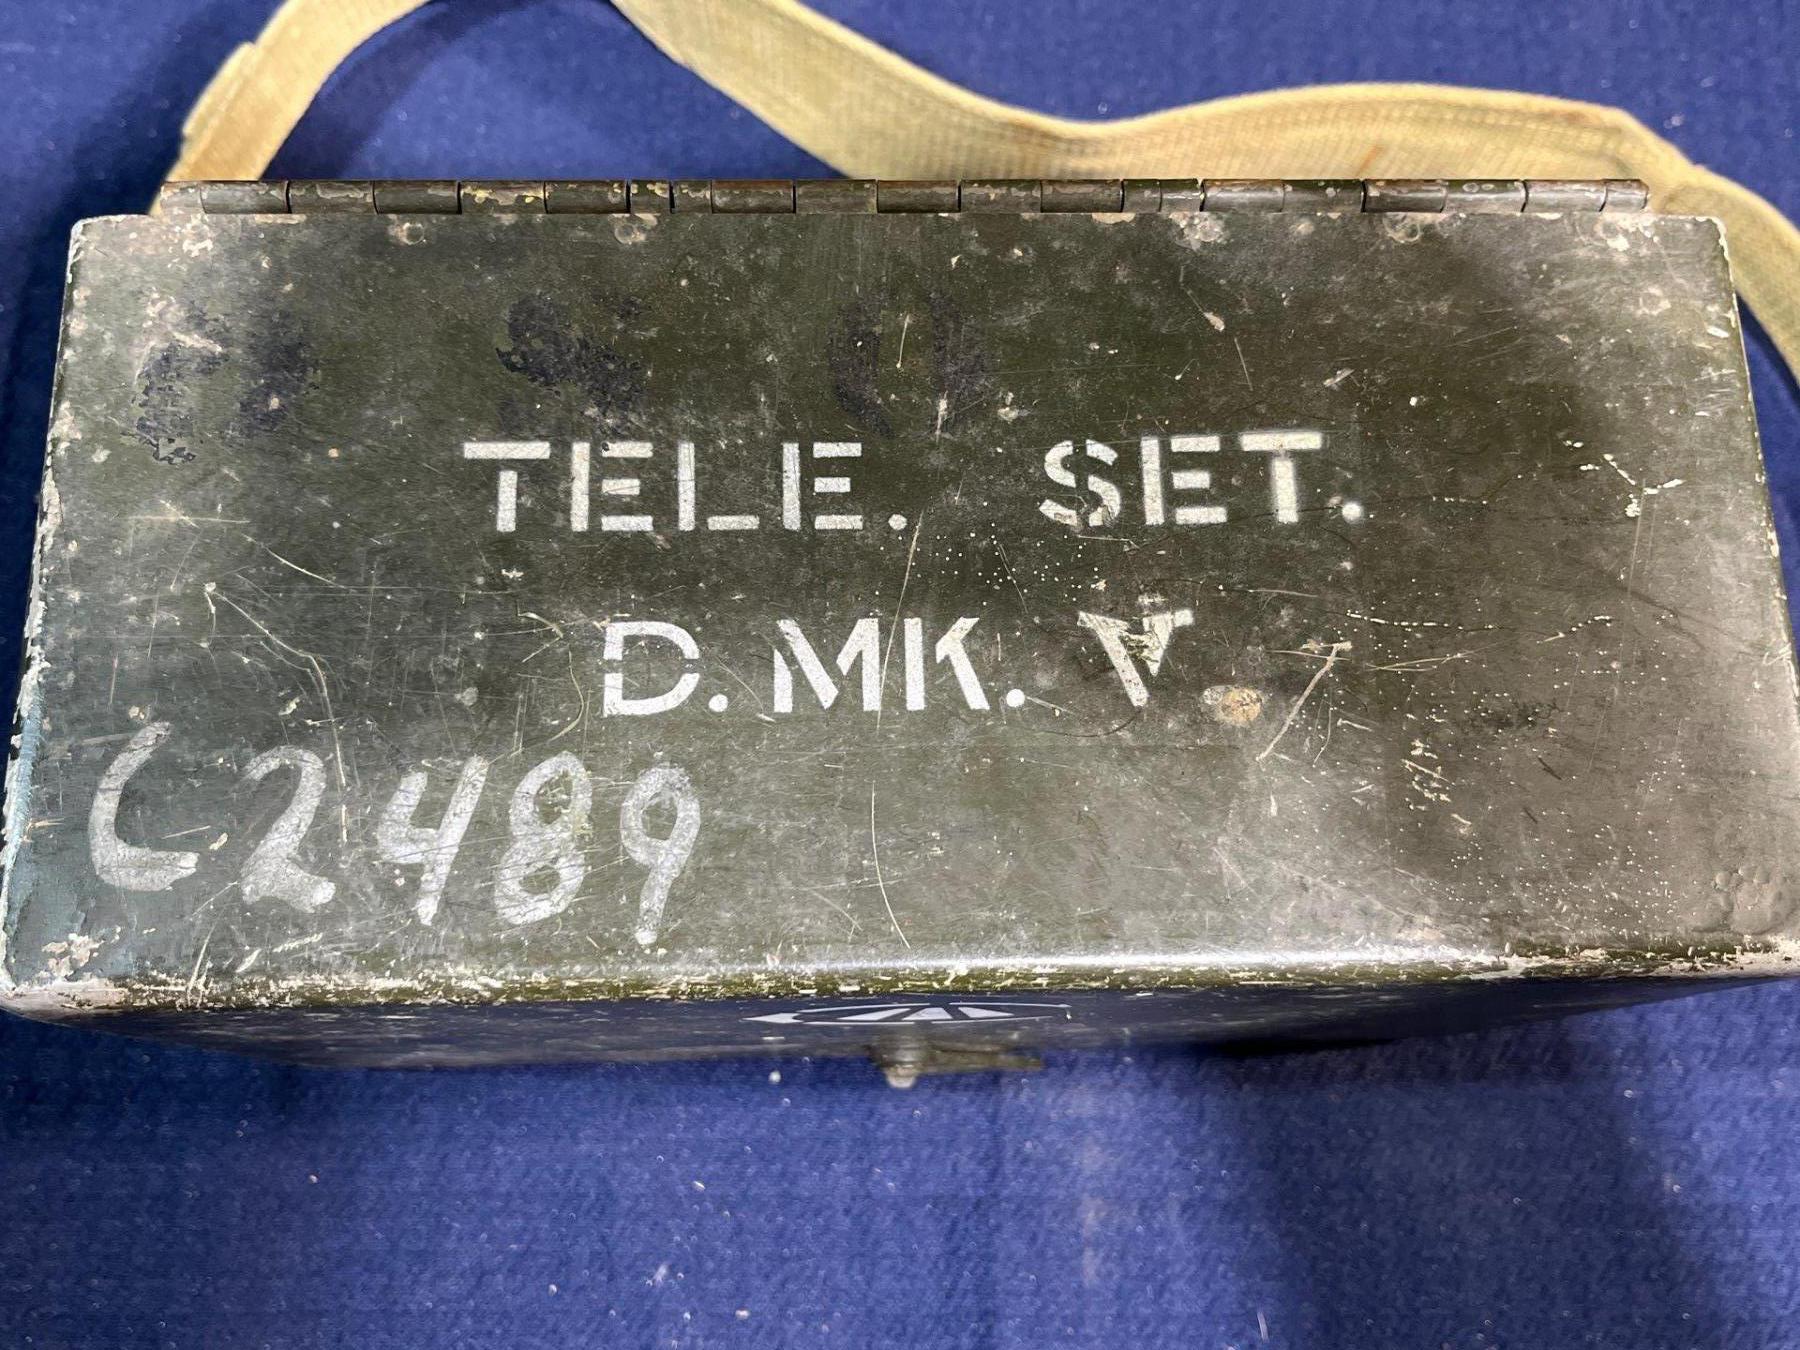 TELE. SET.
D. MK. V
C2489